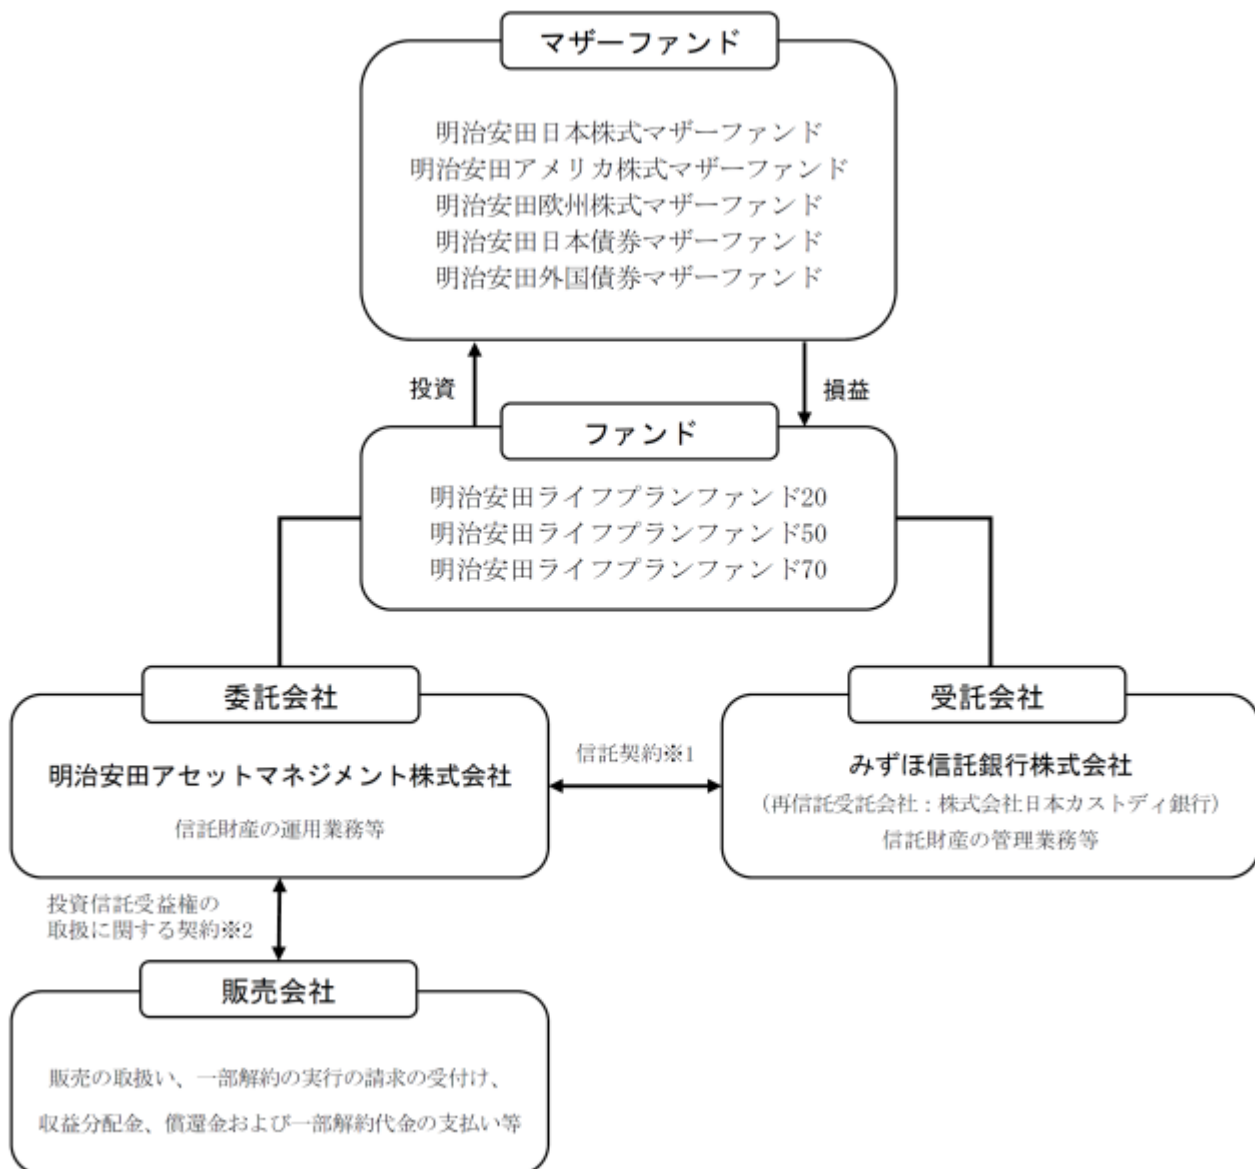 マザーファンド
明治安田日本株式マザーファンド
明治安田アメリカ株式マザーファンド
明治安田欧州株式マザーファンド
明治安田日本債券マザーファンド
明治安田外国債券マザーファンド
投資
損益
ファンド
明治安田ライフプランファンド20
明治安田ライフプランファンド50
明治安田ライフプランファンド70
委託会社
明治安田アセットマネジメント株式会社
信託財産の運用業務等
信託契約※1
受託会社
みずほ信託銀行株式会社
（再信託受託会社：株式会社日本カストディ銀行）
信託財産の管理業務等
投資信託受益権の
取扱に関する契約※2
販売会社
販売の取扱い、一部解約の実行の請求の受付け、
収益分配金、償還金および一部解約代金の支払い等